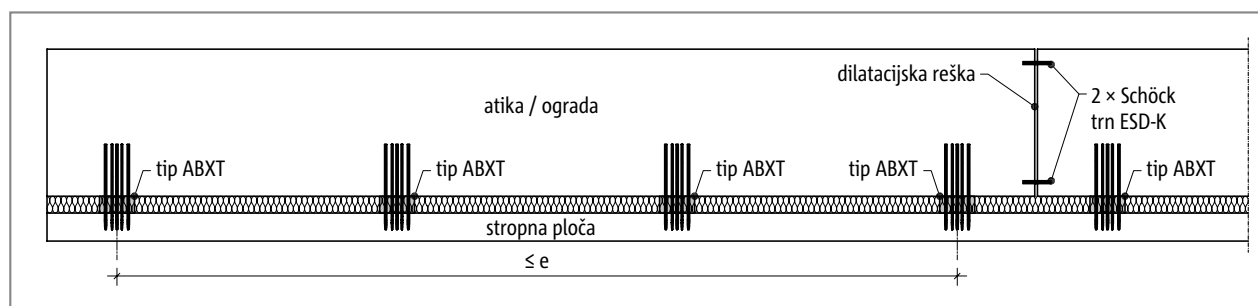 dilatacijska reška
2 × Schöck
trn ESD-K
atika / ograda
tip ABXT
tip ABXT
tip ABXT
tip ABXT
tip ABXT
stropna ploča
≤ e